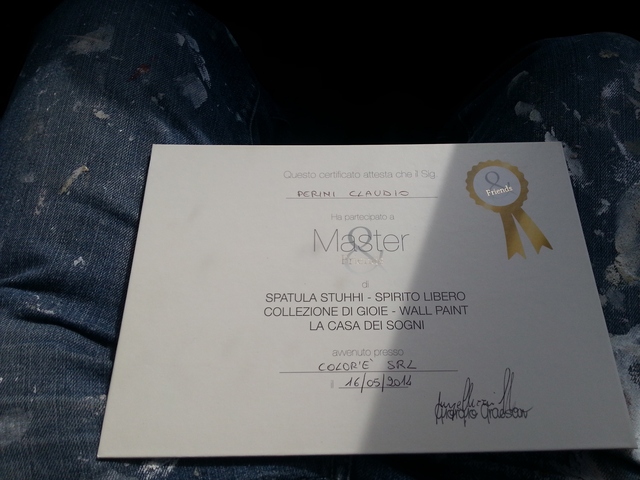 Questo certificato attesta che il Sig.
PERINI CLAUDIO
& Friends
Ha partecipato a
Master
&
di
SPATULA STUHHI - SPIRITO LIBERO
COLLEZIONE DI GIOIE - WALL PAINT
LA CASA DEI SOGNI
avvenuto presso
COLOR'E' SRL
il 16/05/2014